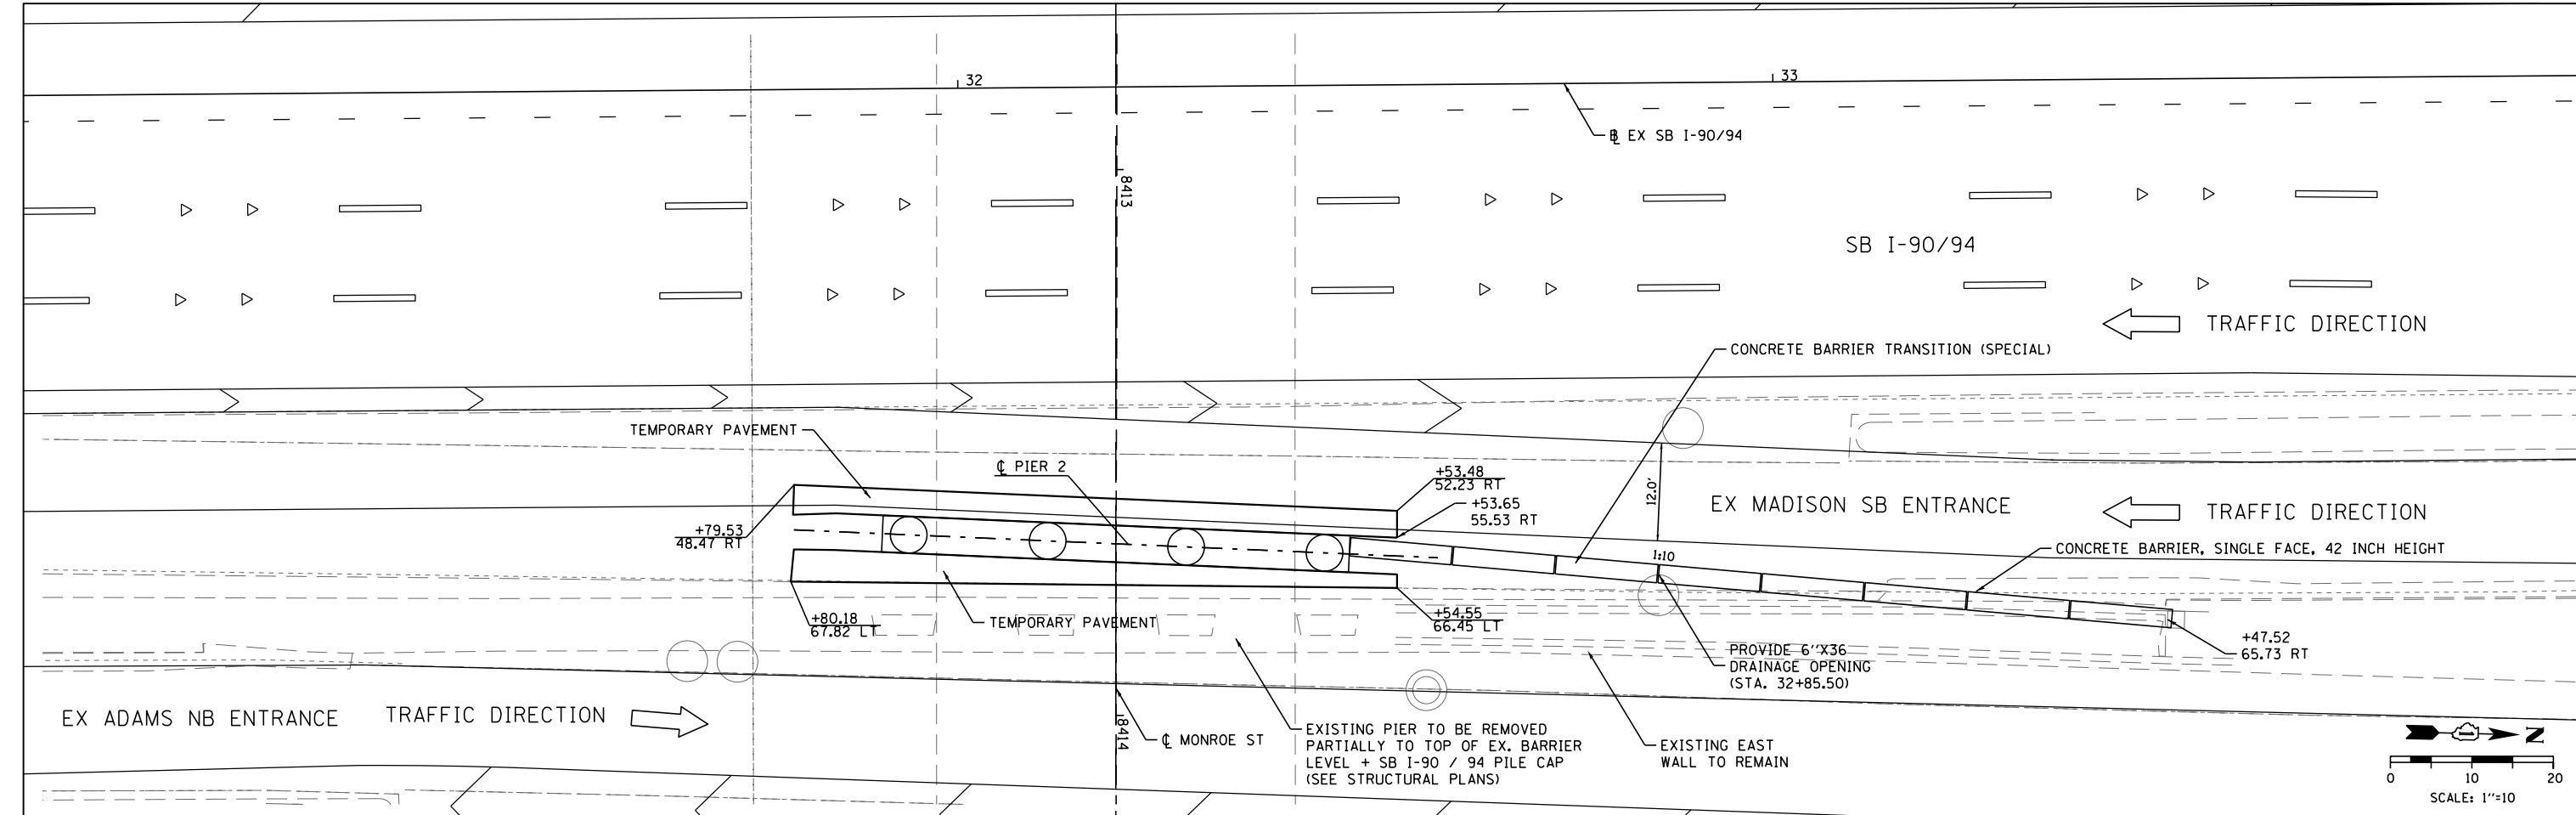 32
33
℄ EX SB I-90/94
8413
SB I-90/94
TRAFFIC DIRECTION
CONCRETE BARRIER TRANSITION (SPECIAL)
TEMPORARY PAVEMENT
℄ PIER 2
+53.48
52.23 RT
+53.65
55.53 RT
12.0'
EX MADISON SB ENTRANCE
TRAFFIC DIRECTION
+79.53
48.47 RT
1:10
CONCRETE BARRIER, SINGLE FACE, 42 INCH HEIGHT
+80.18
67.82 LT
TEMPORARY PAVEMENT
+54.55
66.45 LT
+47.52
65.73 RT
PROVIDE 6''X36
DRAINAGE OPENING
(STA. 32+85.50)
EX ADAMS NB ENTRANCE
TRAFFIC DIRECTION
8414
℄ MONROE ST
EXISTING PIER TO BE REMOVED
PARTIALLY TO TOP OF EX. BARRIER
LEVEL + SB I-90 / 94 PILE CAP
(SEE STRUCTURAL PLANS)
EXISTING EAST
WALL TO REMAIN
N
0 10 20
SCALE: 1''=10